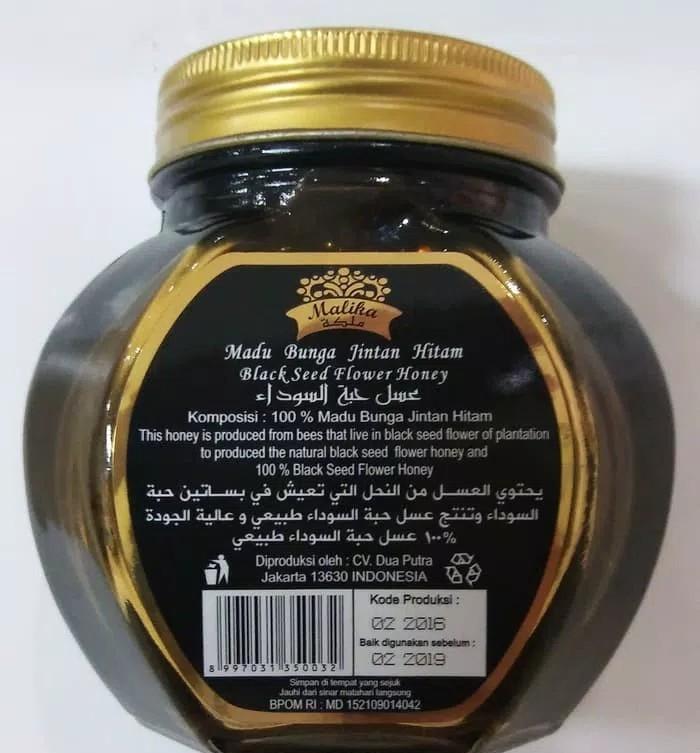 Malika
ملكة
Madu Bunga Jintan Hitam
Black Seed Flower Honey
عسل حبة السوداء
Komposisi : 100 % Madu Bunga Jintan Hitam
This honey is produced from bees that live in black seed flower of plantation
to produced the natural black seed flower honey and
100 % Black Seed Flower Honey
يحتوي العسل من النحل التي تعيش في بساتين حبة
السوداء وتنتج عسل حبة السوداء طبيعي و عالية الجودة
١٠٠% عسل حبة السوداء طبيعي
Diproduksi oleh : CV. Dua Putra
Jakarta 13630 INDONESIA
Kode Produksi :
02 2016
Baik digunakan sebelum :
02 2019
8 997031 350032
Simpan di tempat yang sejuk
Jauhi dari sinar matahari langsung
BPOM RI : MD 152109014042